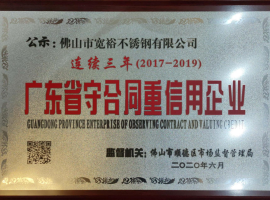 公示：佛山市宽裕不锈钢有限公司
连续三年(2017-2019)
广东省守合同重信用企业
GUANGDONG PROVINCE ENTERPRISE OF OBSERVING CONTRACT AND VALUING CREDIT
监督机关：佛山市顺德区市场监督管理局
二〇二〇年六月